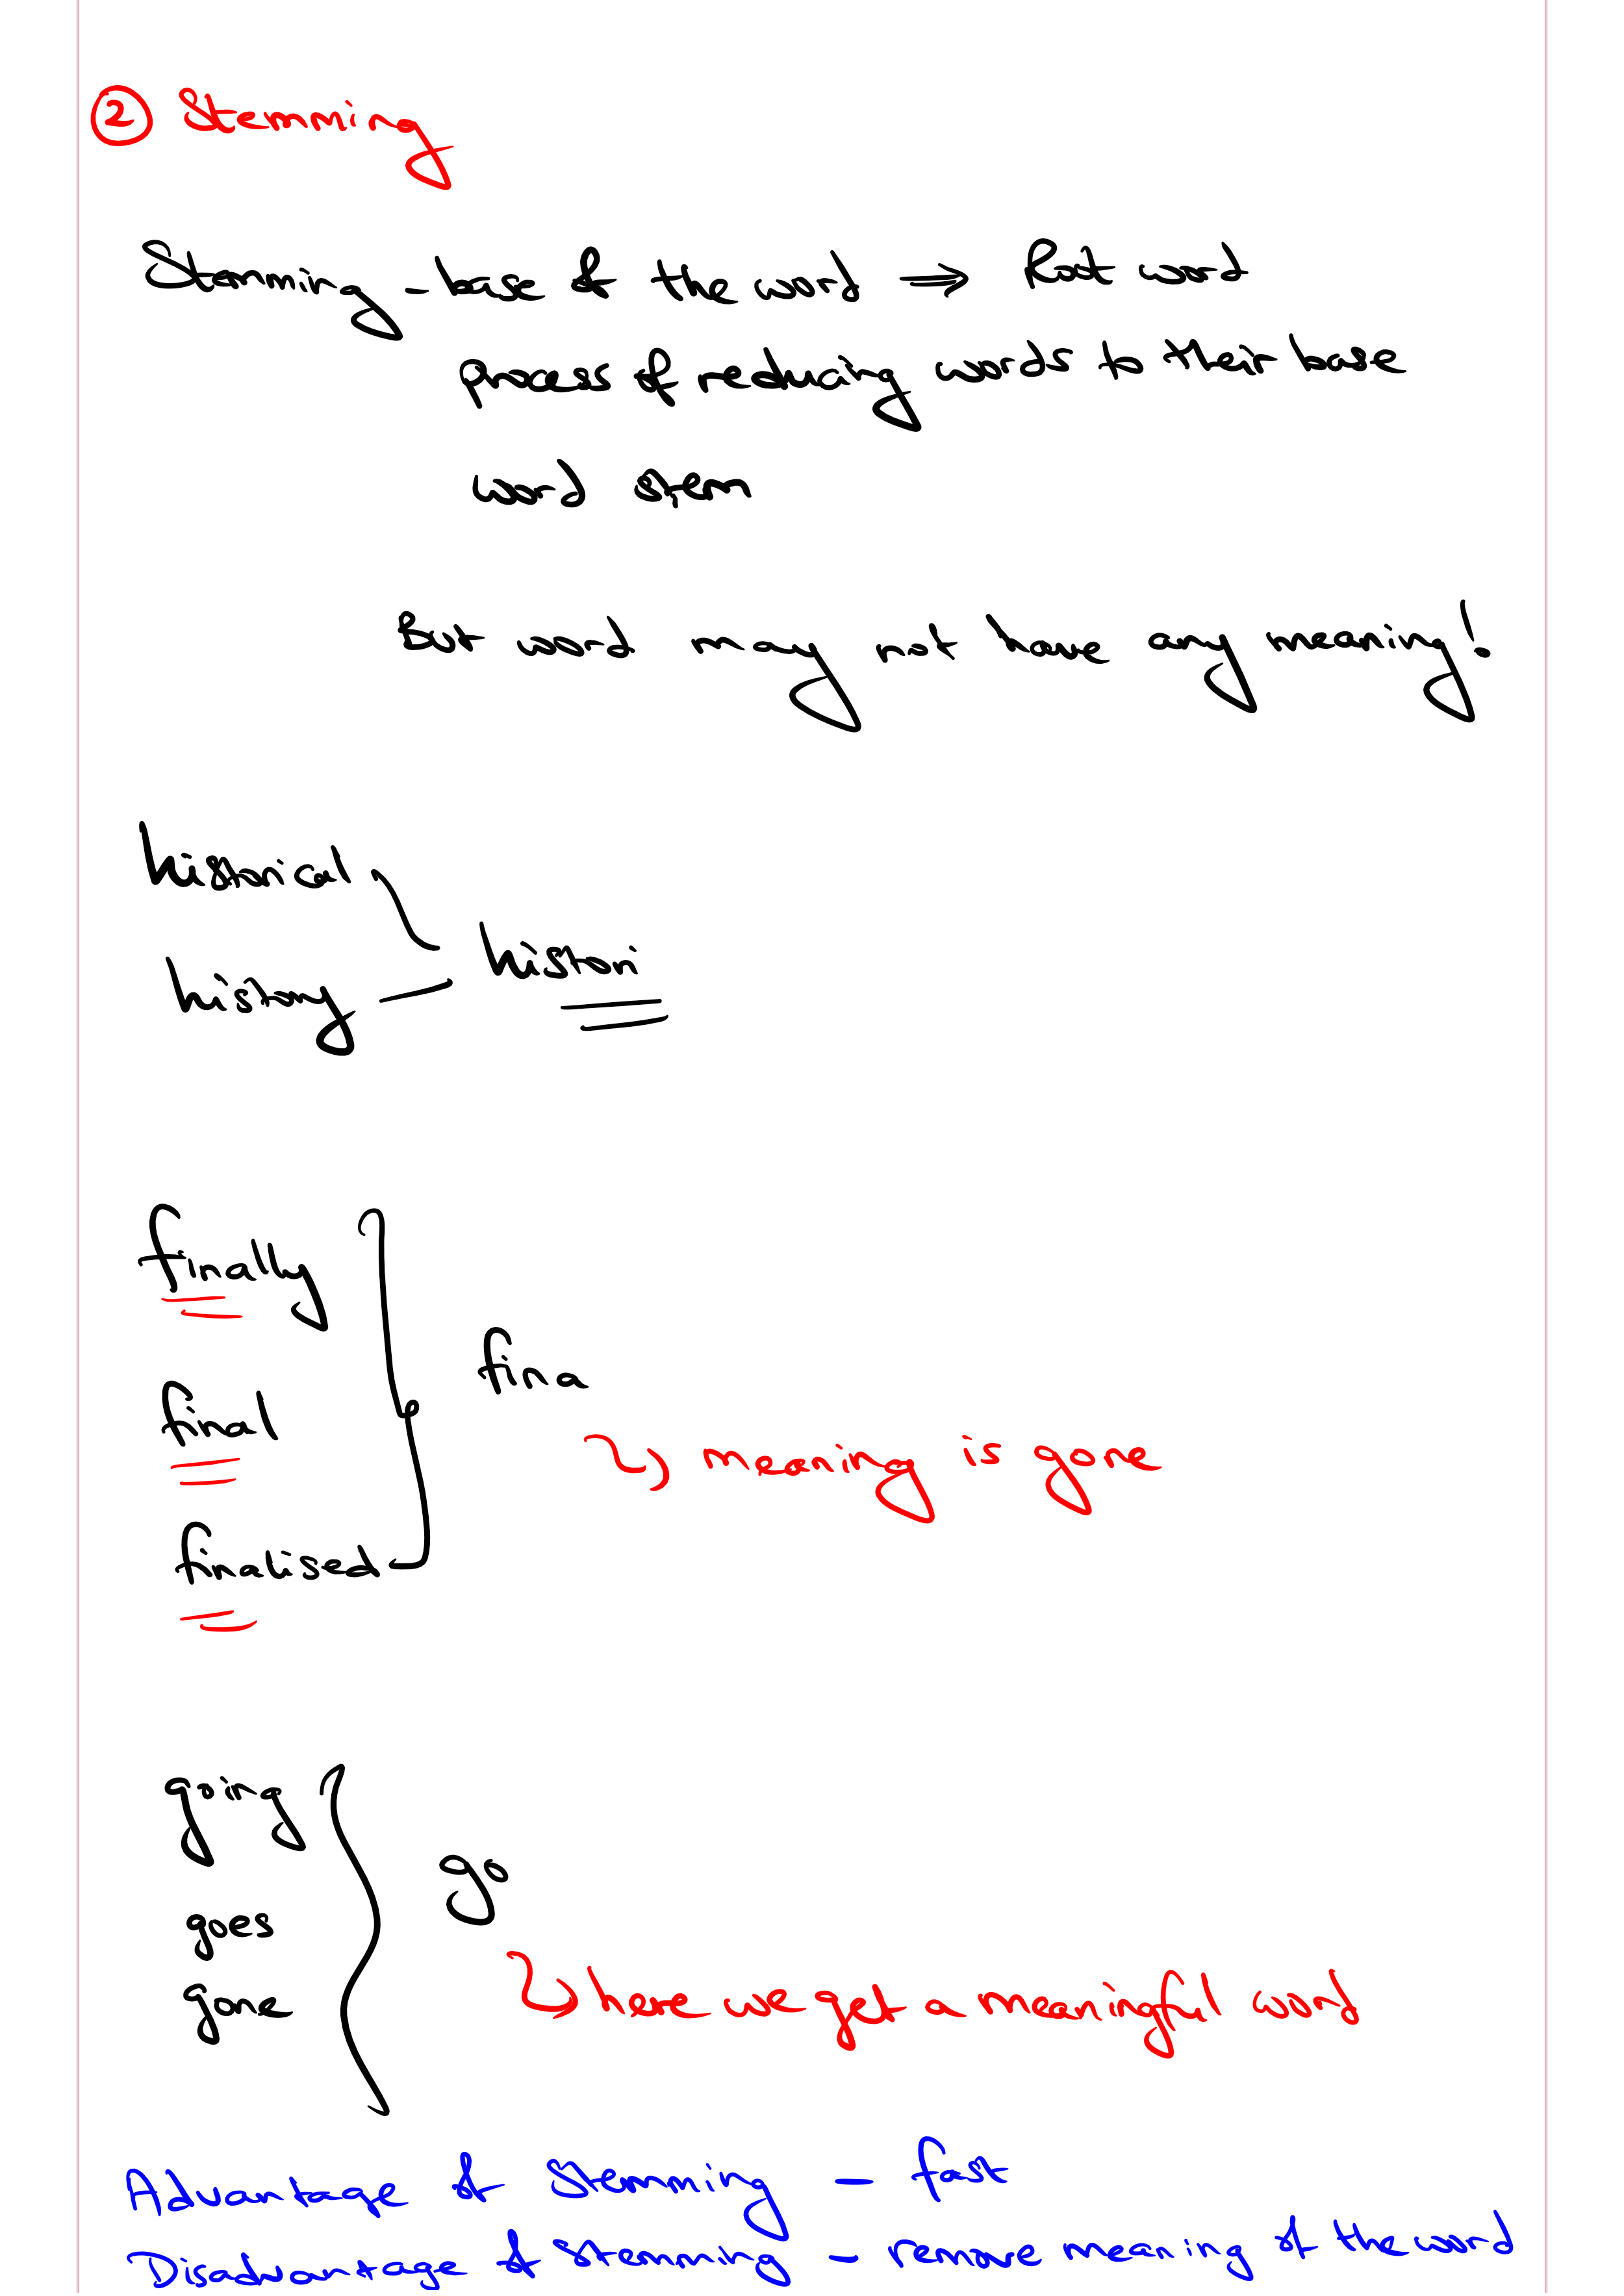 ② Stemming
Stemming - base of the word ⇒ Root word
process of reducing words to their base
word stem
But word may not have any meaning!
historical
histori
history
finally
fina
final
meaning is gone
finalised
going
go
goes
here we get a meaningful word
gone
Advantage of Stemming - fast
Disadvantage of Stemming - remove meaning of the word